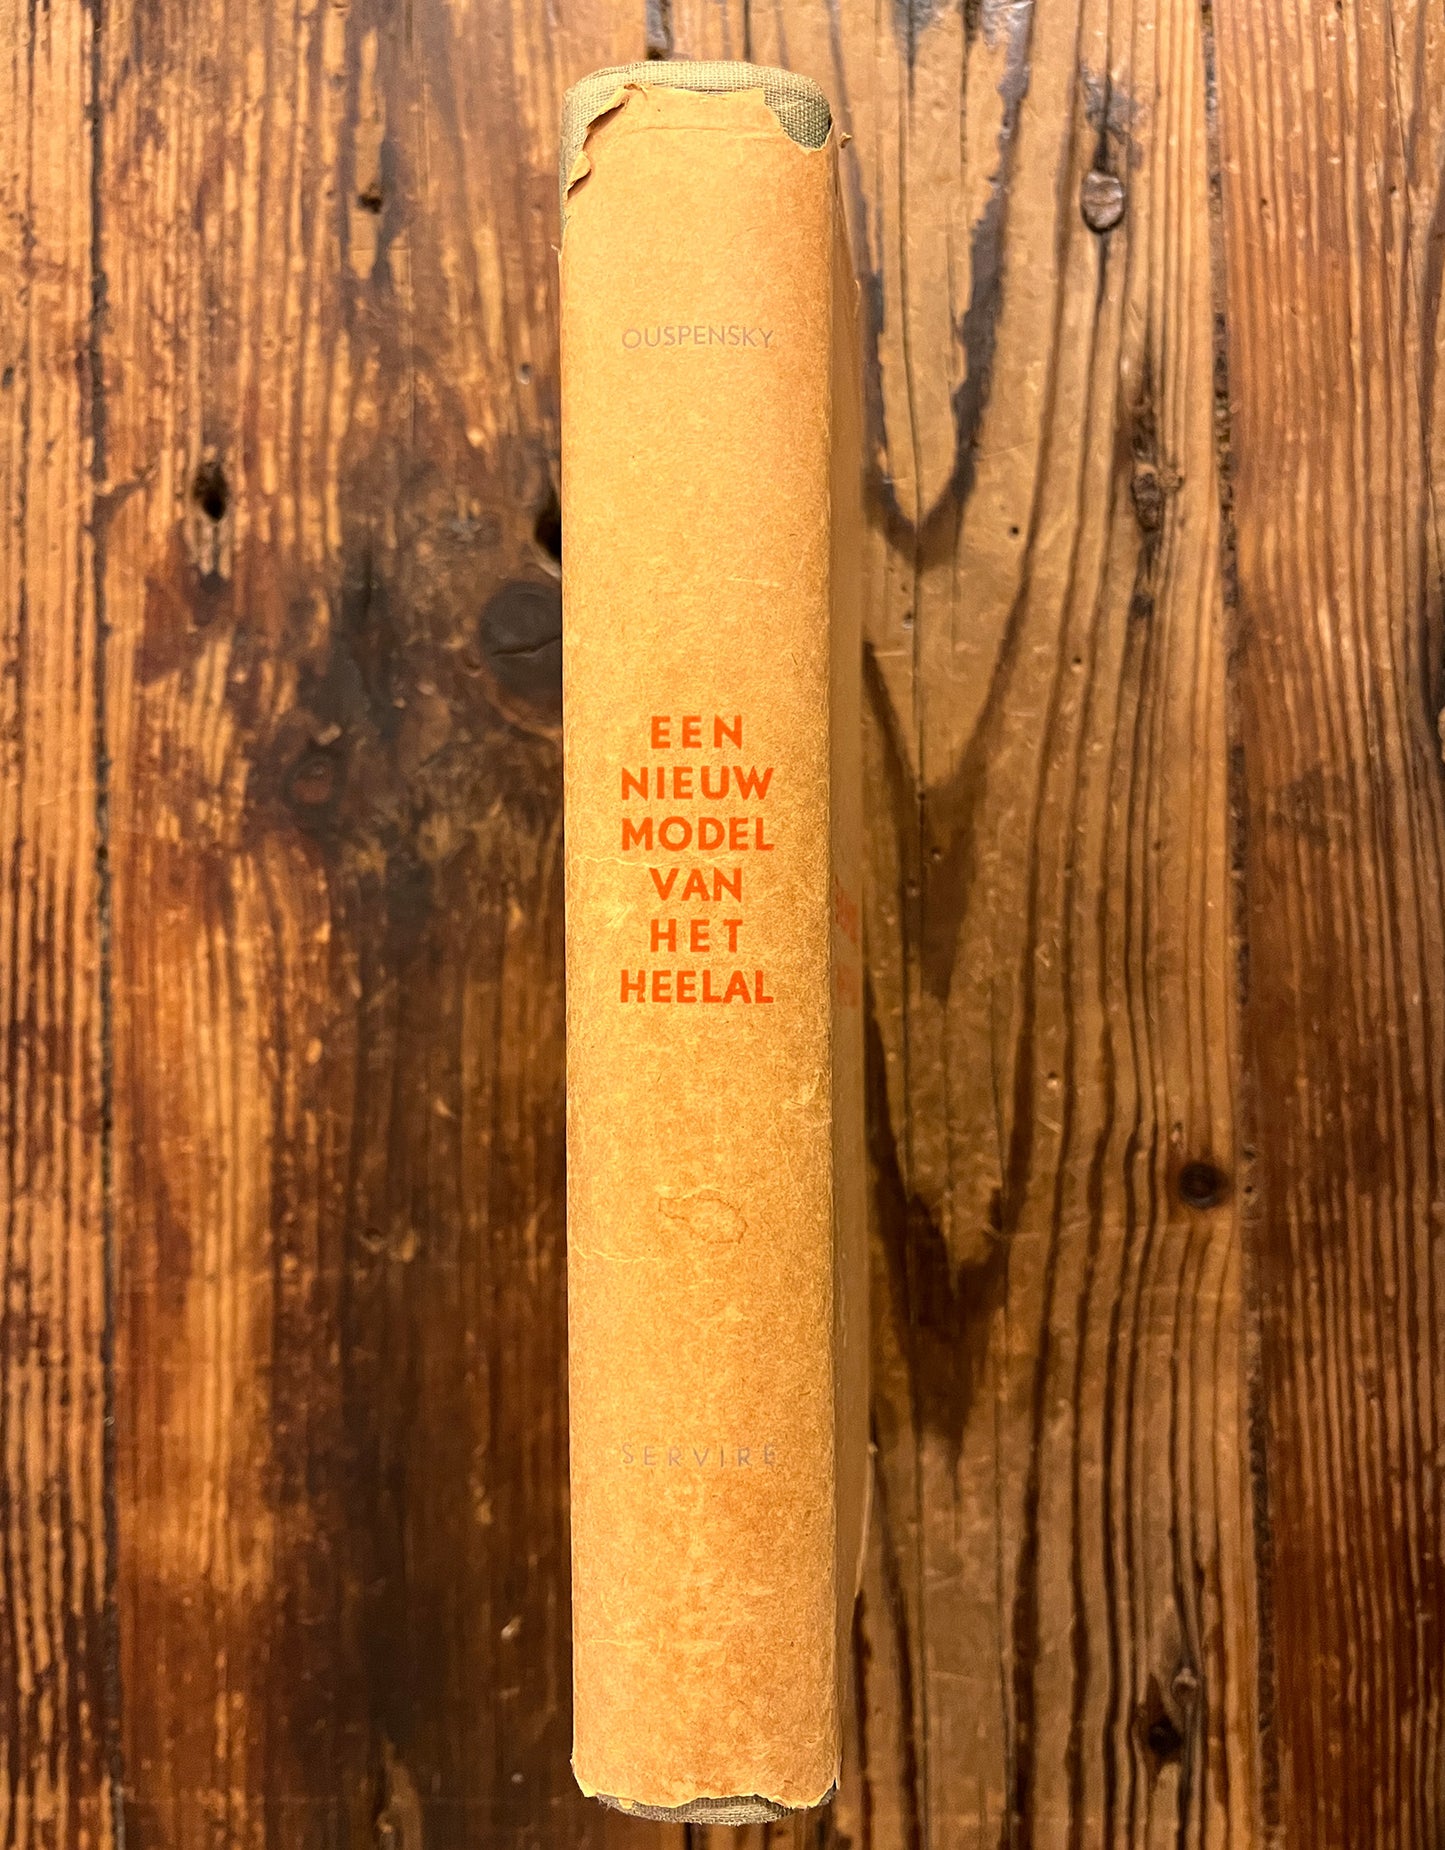 OUSPENSKY
EEN
NIEUW
MODEL
VAN
HET
HEELAL
SERVIRE